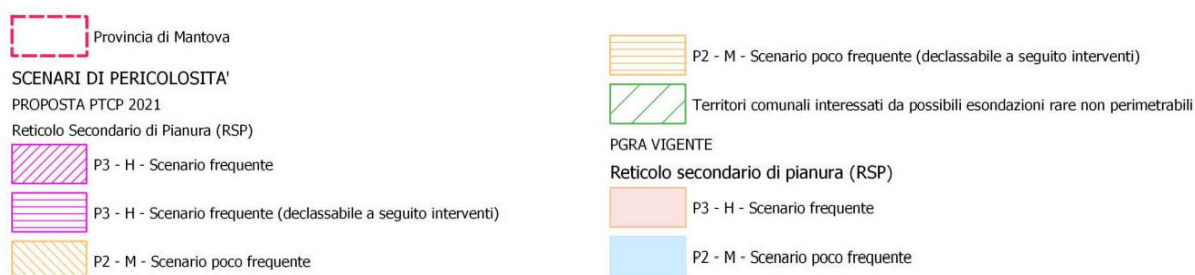 Provincia di Mantova
SCENARI DI PERICOLOSITA'
PROPOSTA PTCP 2021
Reticolo Secondario di Pianura (RSP)
P3 - H - Scenario frequente
P3 - H - Scenario frequente (declassabile a seguito interventi)
P2 - M - Scenario poco frequente
P2 - M - Scenario poco frequente (declassabile a seguito interventi)
Territori comunali interessati da possibili esondazioni rare non perimetrabili
PGRA VIGENTE
Reticolo secondario di pianura (RSP)
P3 - H - Scenario frequente
P2 - M - Scenario poco frequente